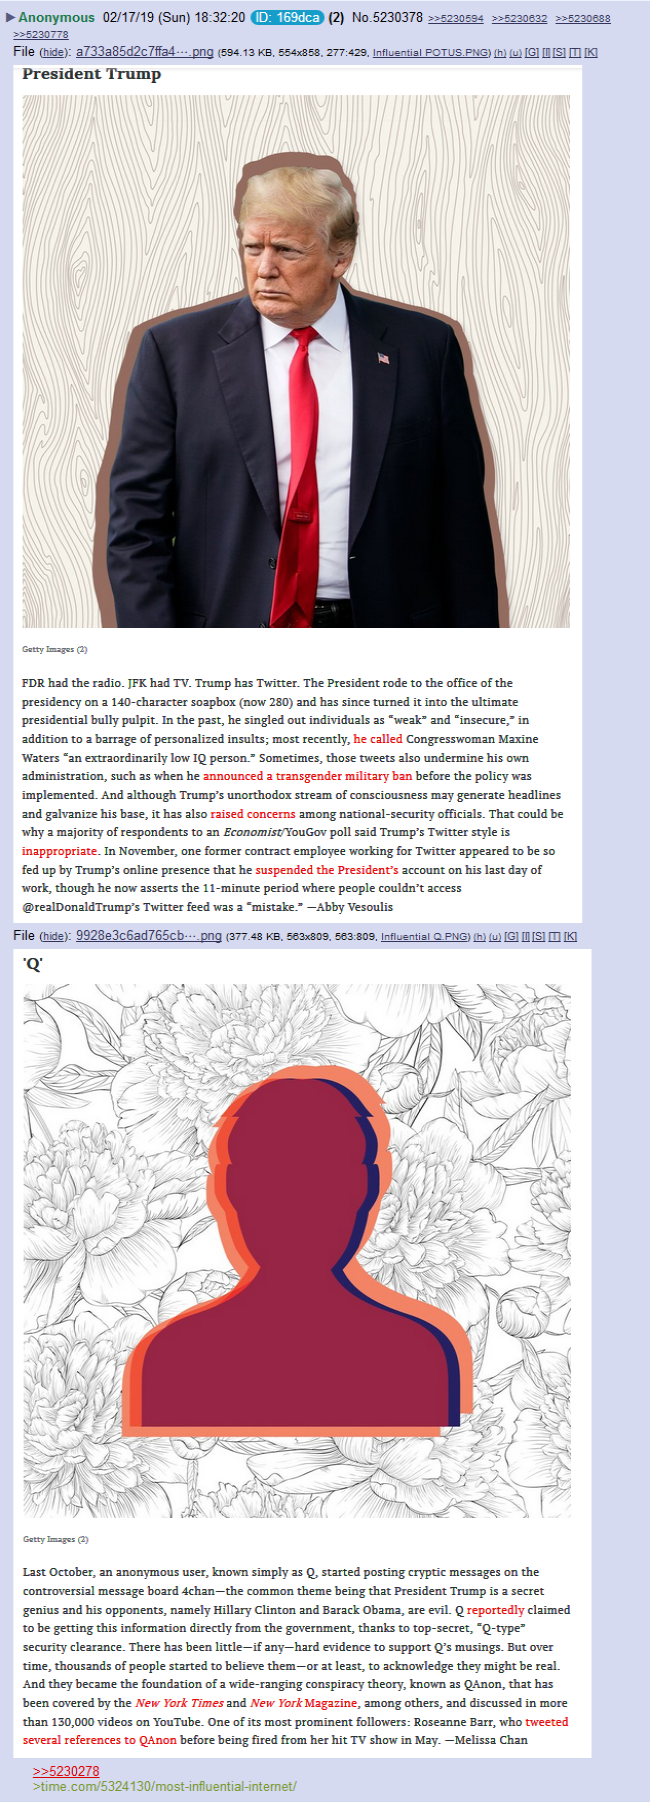 ▶ Anonymous 02/17/19 (Sun) 18:32:20 ID: 169dca (2) No.5230378 >>5230594 >>5230632 >>5230688
>>5230778
File (hide): a733a85d2c7ffa4⋯.png (594.13 KB, 554x858, 277:429, Influential POTUS.PNG) (h) (u) [G] [I] [S] [T] [K]
President Trump
Getty Images (2)
FDR had the radio. JFK had TV. Trump has Twitter. The President rode to the office of the
presidency on a 140-character soapbox (now 280) and has since turned it into the ultimate
presidential bully pulpit. In the past, he singled out individuals as “weak” and “insecure,” in
addition to a barrage of personalized insults; most recently, he called Congresswoman Maxine
Waters “an extraordinarily low IQ person.” Sometimes, those tweets also undermine his own
administration, such as when he announced a transgender military ban before the policy was
implemented. And although Trump’s unorthodox stream of consciousness may generate headlines
and galvanize his base, it has also raised concerns among national-security officials. That could be
why a majority of respondents to an Economist/YouGov poll said Trump’s Twitter style is
inappropriate. In November, one former contract employee working for Twitter appeared to be so
fed up by Trump’s online presence that he suspended the President’s account on his last day of
work, though he now asserts the 11-minute period where people couldn’t access
@realDonaldTrump’s Twitter feed was a “mistake.” —Abby Vesoulis
File (hide): 9928e3c6ad765cb⋯.png (377.48 KB, 563x809, 563:809, Influential Q.PNG) (h) (u) [G] [I] [S] [T] [K]
'Q'
Getty Images (2)
Last October, an anonymous user, known simply as Q, started posting cryptic messages on the
controversial message board 4chan—the common theme being that President Trump is a secret
genius and his opponents, namely Hillary Clinton and Barack Obama, are evil. Q reportedly claimed
to be getting this information directly from the government, thanks to top-secret, “Q-type”
security clearance. There has been little—if any—hard evidence to support Q’s musings. But over
time, thousands of people started to believe them—or at least, to acknowledge they might be real.
And they became the foundation of a wide-ranging conspiracy theory, known as QAnon, that has
been covered by the New York Times and New York Magazine, among others, and discussed in more
than 130,000 videos on YouTube. One of its most prominent followers: Roseanne Barr, who tweeted
several references to QAnon before being fired from her hit TV show in May. —Melissa Chan
>>5230278
>time.com/5324130/most-influential-internet/